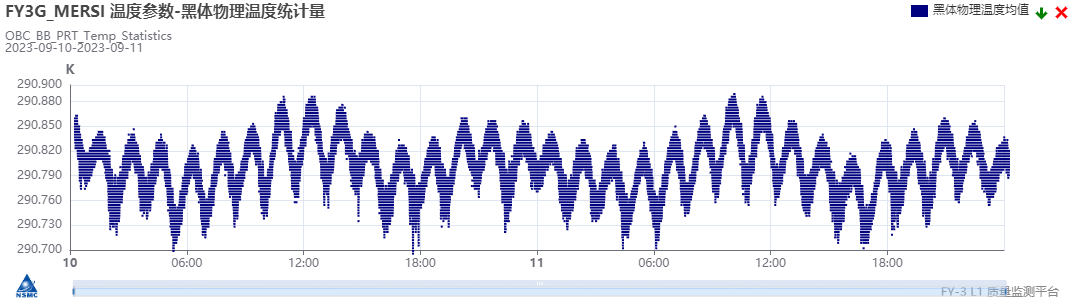 FY3G_MERSI 温度参数-黑体物理温度统计量
黑体物理温度均值
OBC_BB_PRT_Temp_Statistics
2023-09-10-2023-09-11
K
290.900
290.880
290.850
290.820
290.790
290.760
290.730
290.700
10 06:00 12:00 18:00 11 06:00 12:00 18:00
NSMC
FY-3 L1 质量监测平台